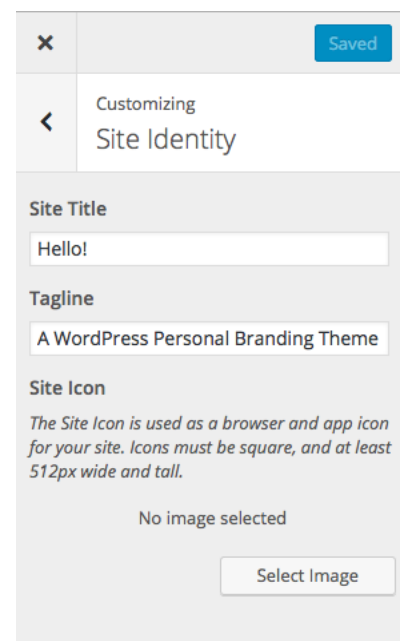 Saved
Customizing
Site Identity
Site Title
Hello!
Tagline
A WordPress Personal Branding Theme
Site Icon
The Site Icon is used as a browser and app icon
for your site. Icons must be square, and at least
512px wide and tall.
No image selected
Select Image